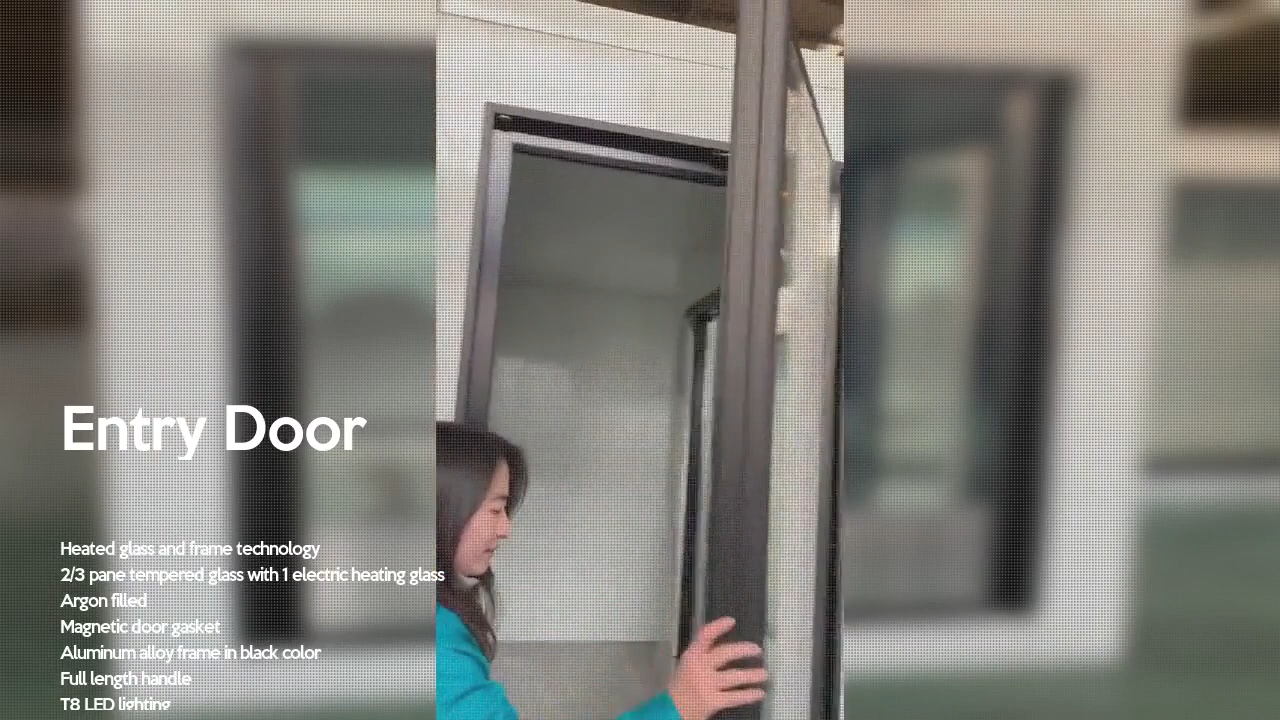 Entry Door
Heated glass and frame technology
2/3 pane tempered glass with 1 electric heating glass
Argon filled
Magnetic door gasket
Aluminum alloy frame in black color
Full length handle
T8 LED lighting